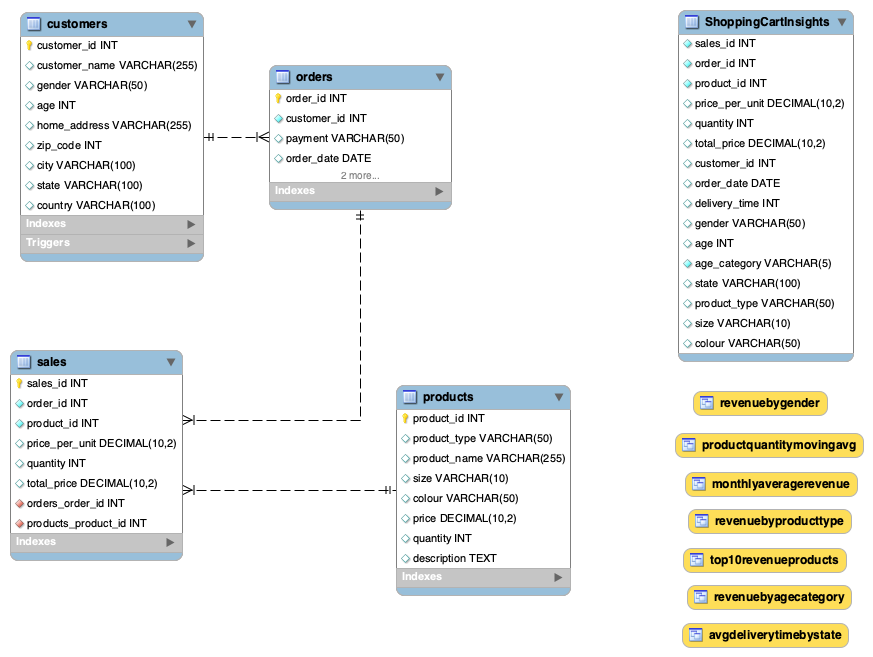 customers
customer_id INT
customer_name VARCHAR(255)
gender VARCHAR(50)
age INT
home_address VARCHAR(255)
zip_code INT
city VARCHAR(100)
state VARCHAR(100)
country VARCHAR(100)
Indexes
Triggers
orders
order_id INT
customer_id INT
payment VARCHAR(50)
order_date DATE
2 more...
Indexes
sales
sales_id INT
order_id INT
product_id INT
price_per_unit DECIMAL(10,2)
quantity INT
total_price DECIMAL(10,2)
orders_order_id INT
products_product_id INT
Indexes
products
product_id INT
product_type VARCHAR(50)
product_name VARCHAR(255)
size VARCHAR(10)
colour VARCHAR(50)
price DECIMAL(10,2)
quantity INT
description TEXT
Indexes
ShoppingCartInsights
sales_id INT
order_id INT
product_id INT
price_per_unit DECIMAL(10,2)
quantity INT
total_price DECIMAL(10,2)
customer_id INT
order_date DATE
delivery_time INT
gender VARCHAR(50)
age INT
age_category VARCHAR(5)
state VARCHAR(100)
product_type VARCHAR(50)
size VARCHAR(10)
colour VARCHAR(50)
revenuebygender
productquantitymovingavg
monthlyaveragerevenue
revenuebyproducttype
top10revenueproducts
revenuebyagecategory
avgdeliverytimebystate